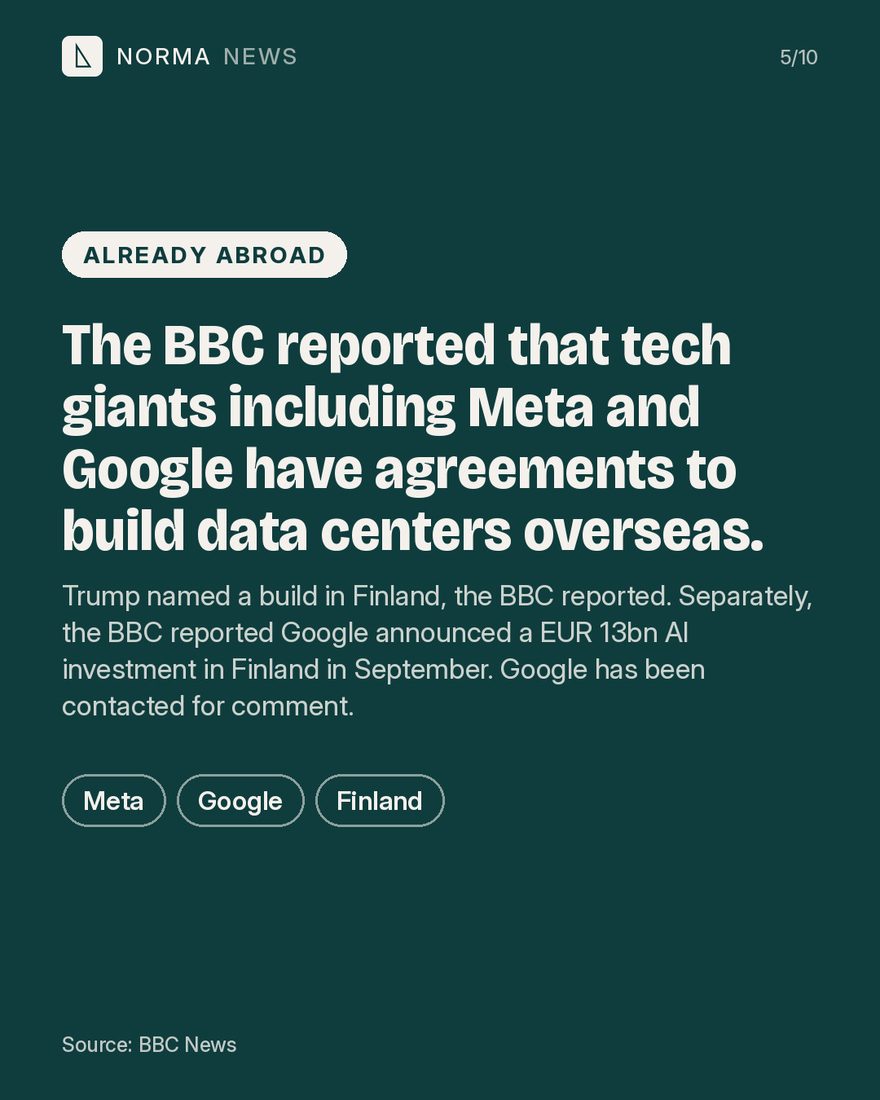 NORMA NEWS
5/10
ALREADY ABROAD
The BBC reported that tech
giants including Meta and
Google have agreements to
build data centers overseas.
Trump named a build in Finland, the BBC reported. Separately,
the BBC reported Google announced a EUR 13bn AI
investment in Finland in September. Google has been
contacted for comment.
Meta
Google
Finland
Source: BBC News